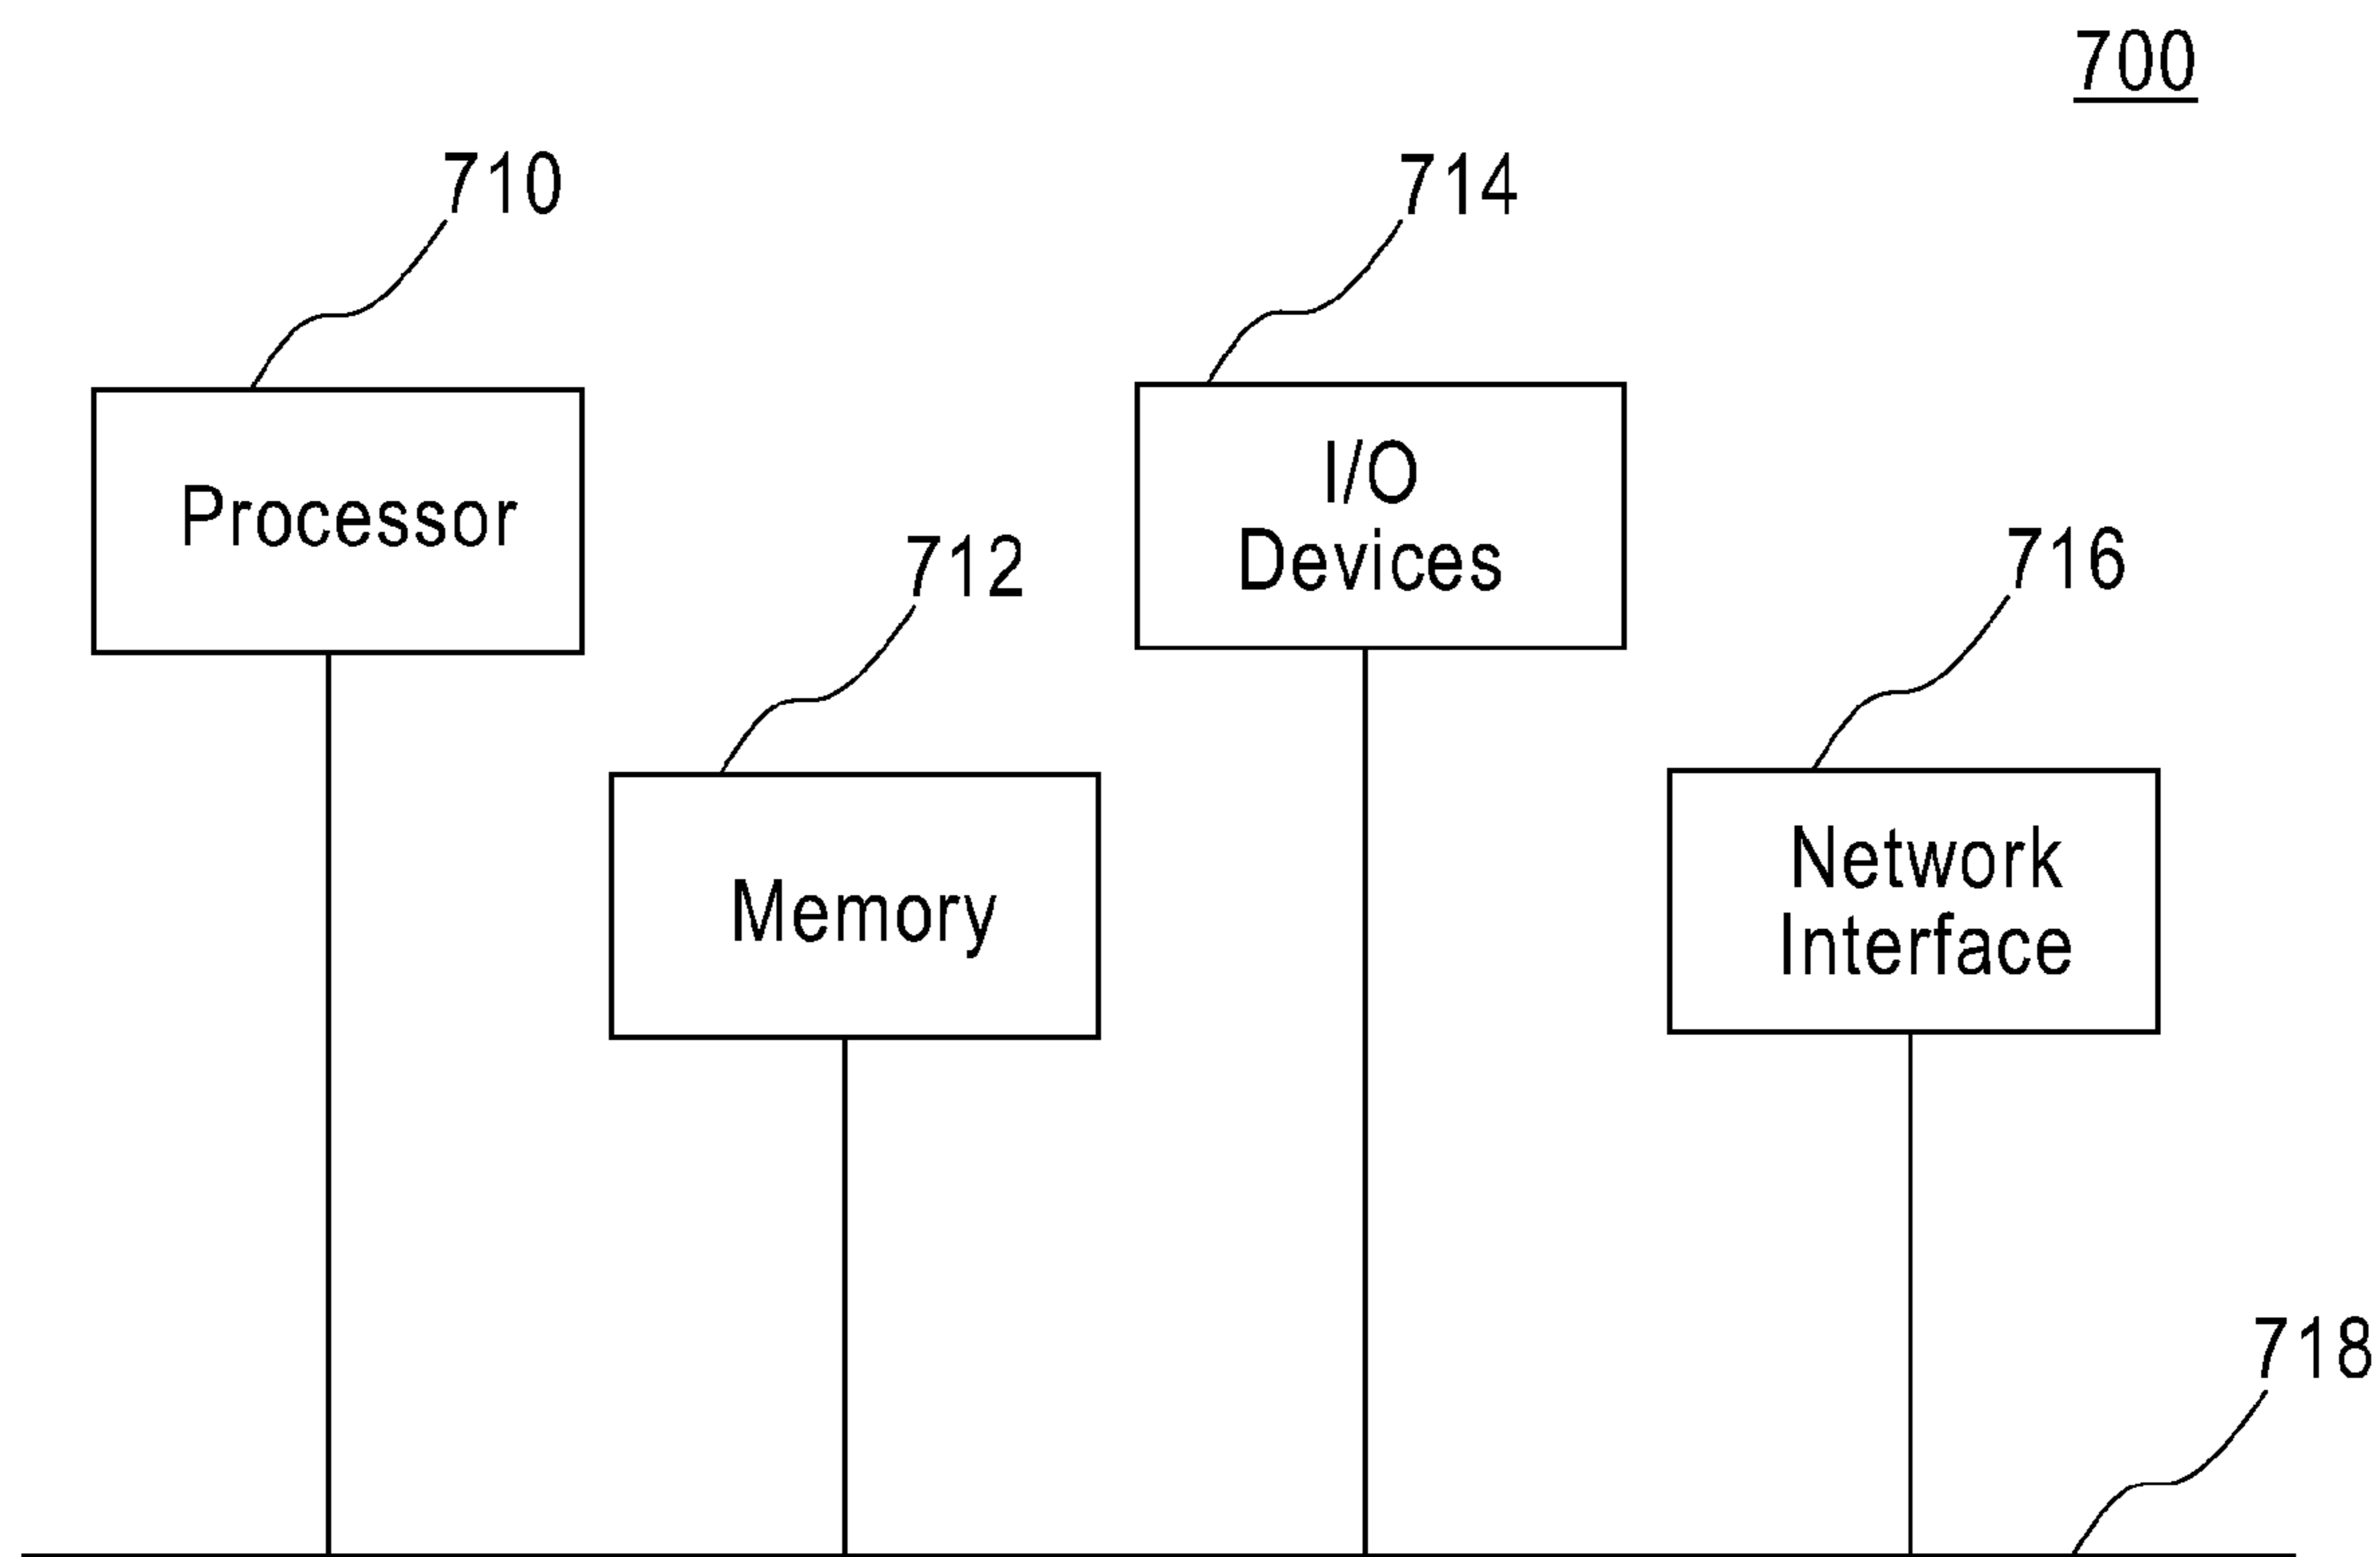 700
710
714
Processor
I/O
Devices
712
716
Memory
Network
Interface
718